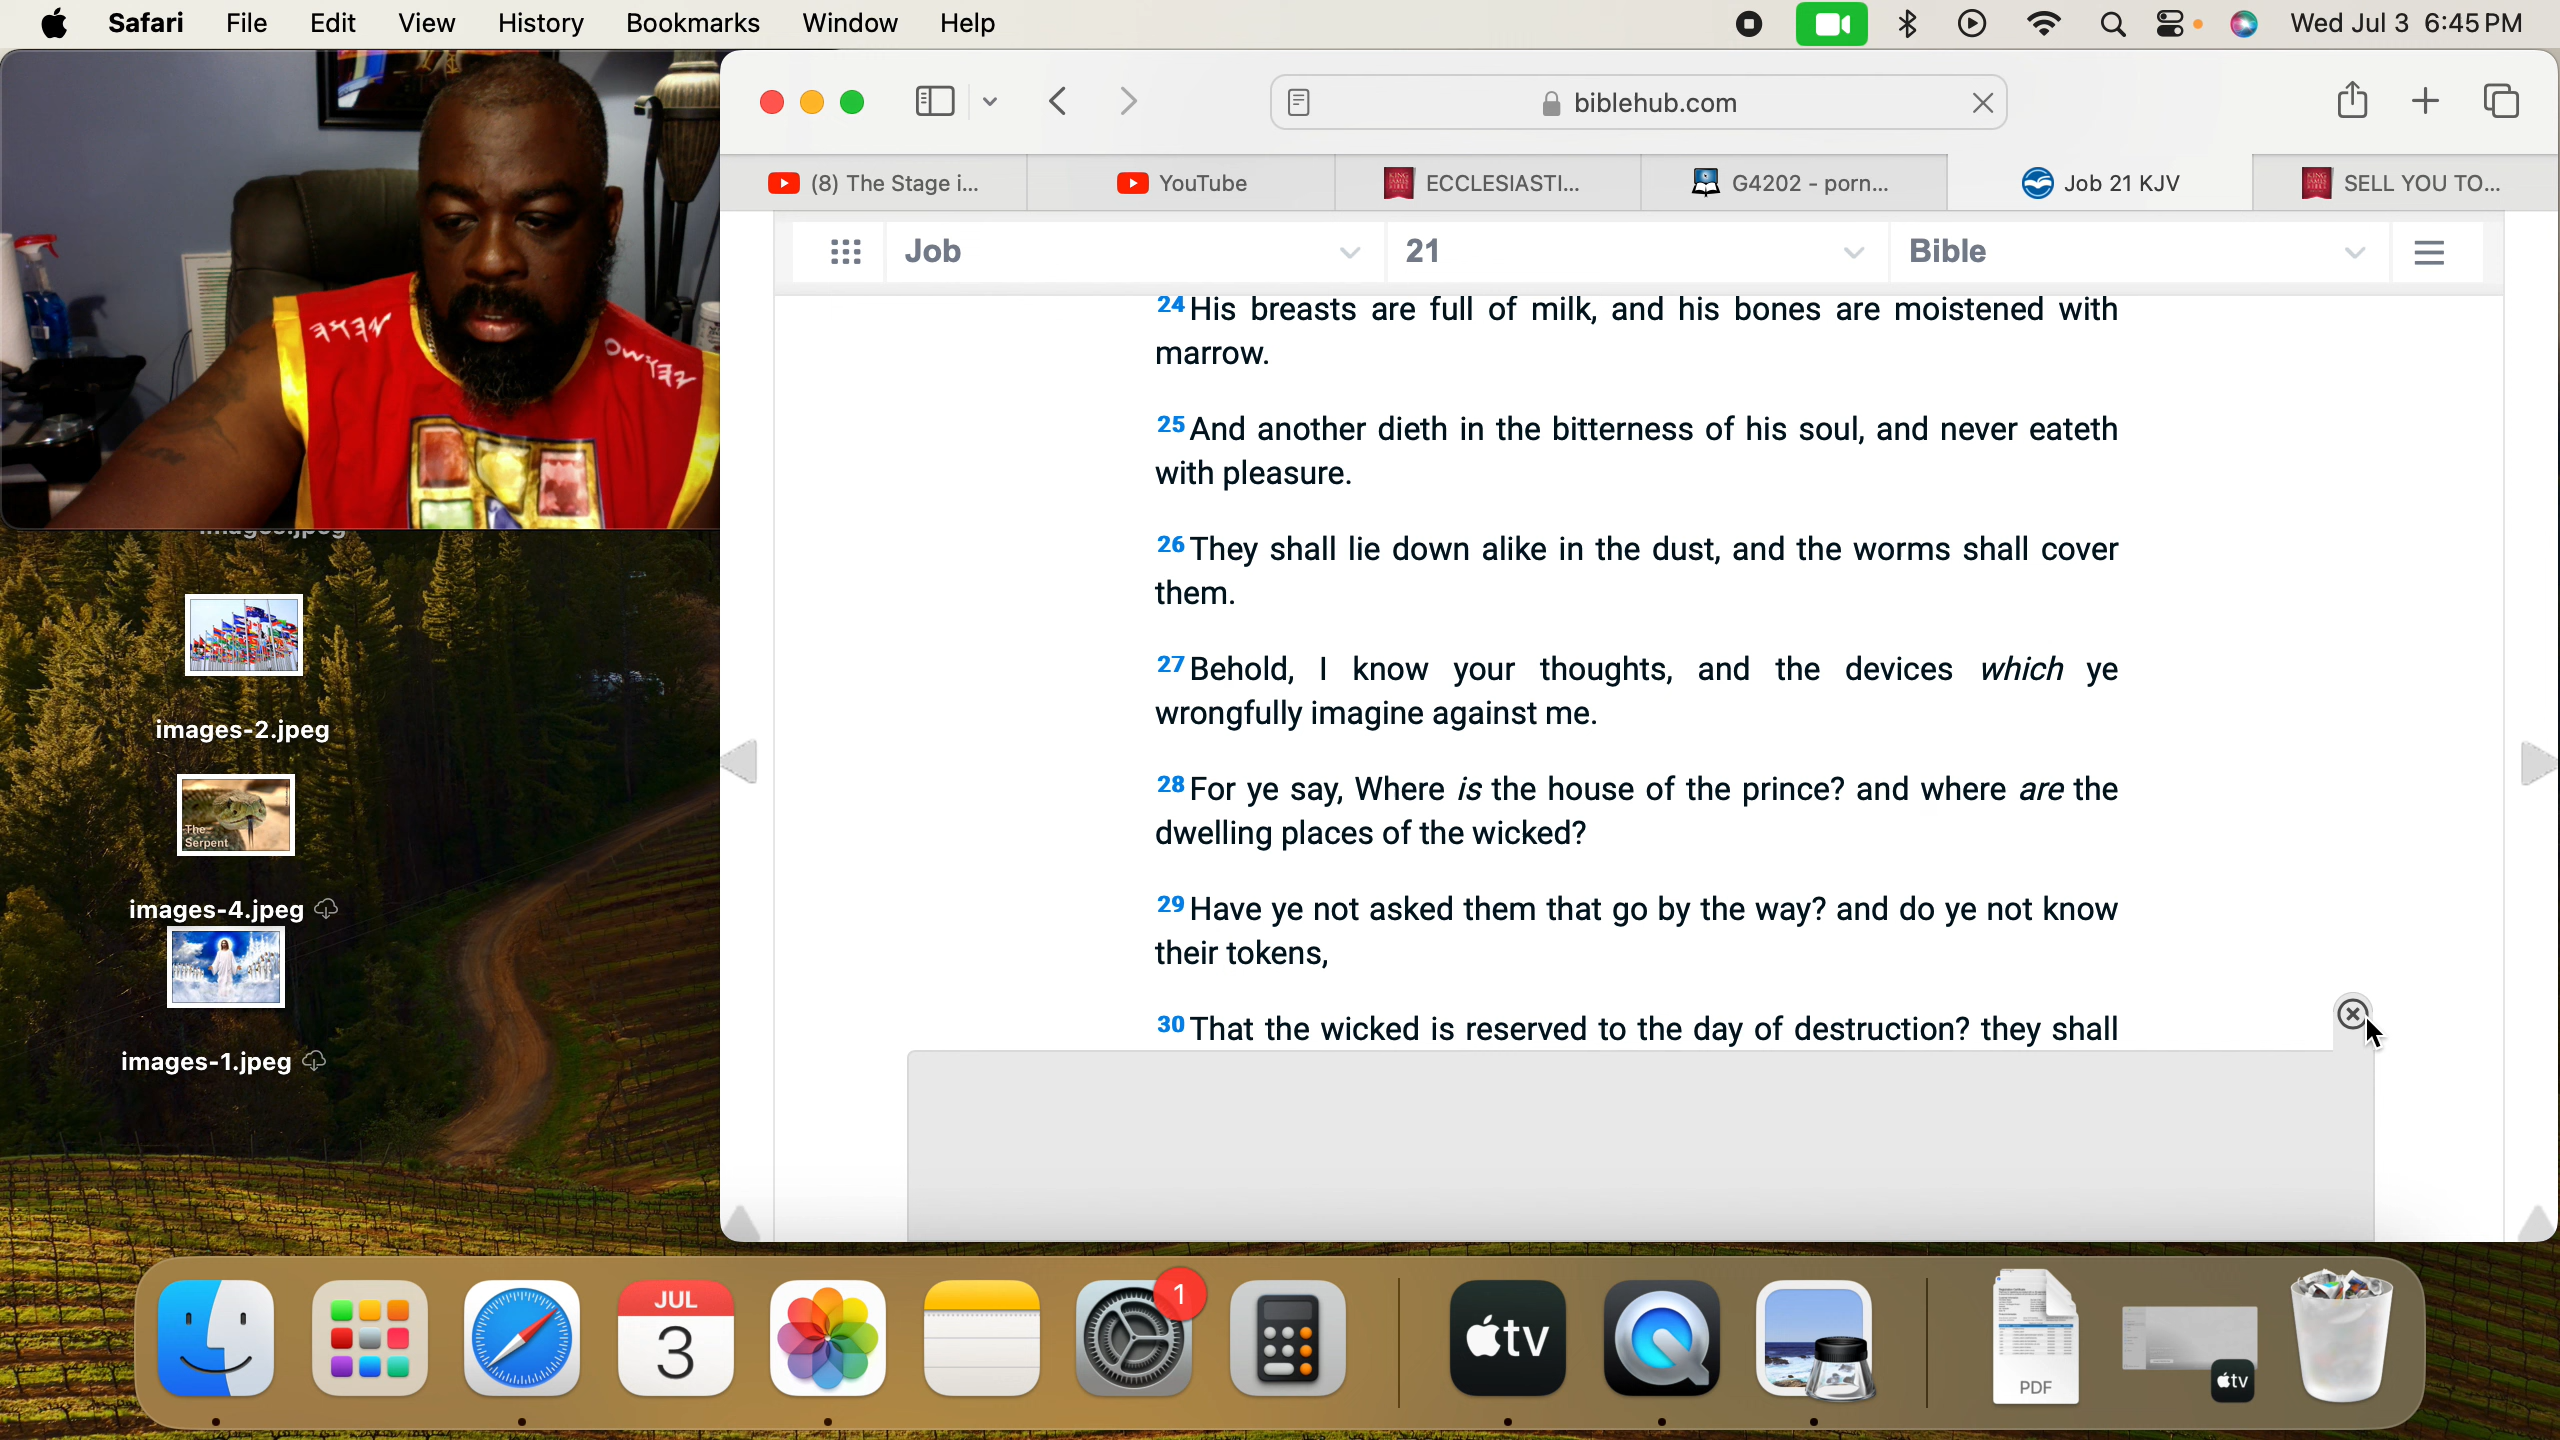 Safari File Edit View History Bookmarks Window Help Wed Jul 3 6:45 PM
biblehub.com
(8) The Stage i... YouTube ECCLESIASTI... G4202 - porn... Job 21 KJV SELL YOU TO...
Job 21 Bible
24 His breasts are full of milk, and his bones are moistened with
marrow.
25 And another dieth in the bitterness of his soul, and never eateth
with pleasure.
26 They shall lie down alike in the dust, and the worms shall cover
them.
27 Behold, I know your thoughts, and the devices which ye
wrongfully imagine against me.
28 For ye say, Where is the house of the prince? and where are the
dwelling places of the wicked?
29 Have ye not asked them that go by the way? and do ye not know
their tokens,
30 That the wicked is reserved to the day of destruction? they shall
images-2.jpeg
The
Serpent
images-4.jpeg
images-1.jpeg
JUL
3
1
tv
PDF
tv